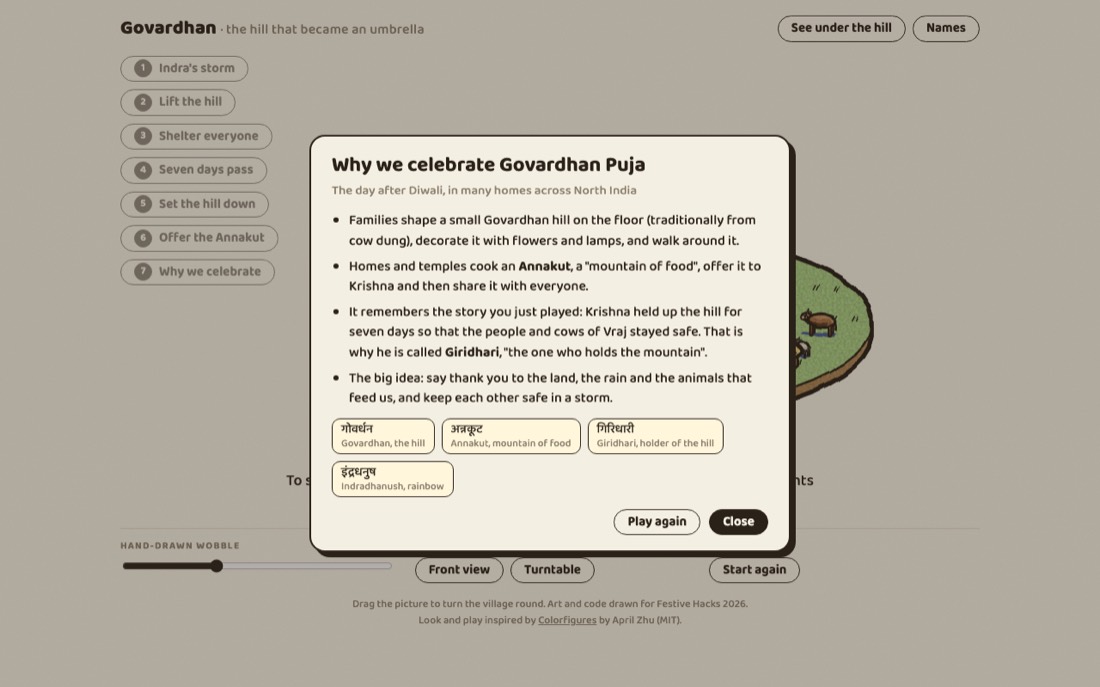 Govardhan · the hill that became an umbrella
See under the hill
Names
1 Indra's storm
2 Lift the hill
3 Shelter everyone
4 Seven days pass
5 Set the hill down
6 Offer the Annakut
7 Why we celebrate
Why we celebrate Govardhan Puja
The day after Diwali, in many homes across North India
• Families shape a small Govardhan hill on the floor (traditionally from
cow dung), decorate it with flowers and lamps, and walk around it.
• Homes and temples cook an Annakut, a "mountain of food", offer it to
Krishna and then share it with everyone.
• It remembers the story you just played: Krishna held up the hill for
seven days so that the people and cows of Vraj stayed safe. That is
why he is called Giridhari, "the one who holds the mountain".
• The big idea: say thank you to the land, the rain and the animals that
feed us, and keep each other safe in a storm.
गोवर्धन
Govardhan, the hill
अन्नकूट
Annakut, mountain of food
गिरिधारी
Giridhari, holder of the hill
इंद्रधनुष
Indradhanush, rainbow
To
Play again
Close
HAND-DRAWN WOBBLE
Front view
Turntable
Start again
Drag the picture to turn the village round. Art and code drawn for Festive Hacks 2026.
Look and play inspired by Colorfigures by April Zhu (MIT).